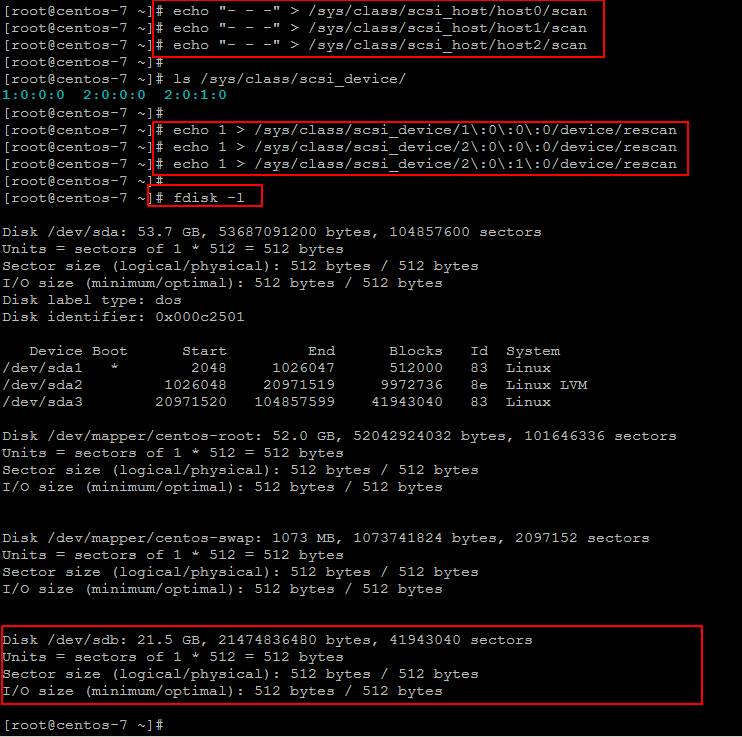 [root@centos-7 ~]# echo "- - -" > /sys/class/scsi_host/host0/scan
[root@centos-7 ~]# echo "- - -" > /sys/class/scsi_host/host1/scan
[root@centos-7 ~]# echo "- - -" > /sys/class/scsi_host/host2/scan
[root@centos-7 ~]#
[root@centos-7 ~]# ls /sys/class/scsi_device/
1:0:0:0  2:0:0:0  2:0:1:0
[root@centos-7 ~]#
[root@centos-7 ~]# echo 1 > /sys/class/scsi_device/1\:0\:0\:0/device/rescan
[root@centos-7 ~]# echo 1 > /sys/class/scsi_device/2\:0\:0\:0/device/rescan
[root@centos-7 ~]# echo 1 > /sys/class/scsi_device/2\:0\:1\:0/device/rescan
[root@centos-7 ~]#
[root@centos-7 ~]# fdisk -l
Disk /dev/sda: 53.7 GB, 53687091200 bytes, 104857600 sectors
Units = sectors of 1 * 512 = 512 bytes
Sector size (logical/physical): 512 bytes / 512 bytes
I/O size (minimum/optimal): 512 bytes / 512 bytes
Disk label type: dos
Disk identifier: 0x000c2501
   Device Boot      Start         End      Blocks   Id  System
/dev/sda1   *        2048     1026047      512000   83  Linux
/dev/sda2         1026048    20971519     9972736   8e  Linux LVM
/dev/sda3        20971520   104857599    41943040   83  Linux
Disk /dev/mapper/centos-root: 52.0 GB, 52042924032 bytes, 101646336 sectors
Units = sectors of 1 * 512 = 512 bytes
Sector size (logical/physical): 512 bytes / 512 bytes
I/O size (minimum/optimal): 512 bytes / 512 bytes
Disk /dev/mapper/centos-swap: 1073 MB, 1073741824 bytes, 2097152 sectors
Units = sectors of 1 * 512 = 512 bytes
Sector size (logical/physical): 512 bytes / 512 bytes
I/O size (minimum/optimal): 512 bytes / 512 bytes
Disk /dev/sdb: 21.5 GB, 21474836480 bytes, 41943040 sectors
Units = sectors of 1 * 512 = 512 bytes
Sector size (logical/physical): 512 bytes / 512 bytes
I/O size (minimum/optimal): 512 bytes / 512 bytes
[root@centos-7 ~]#